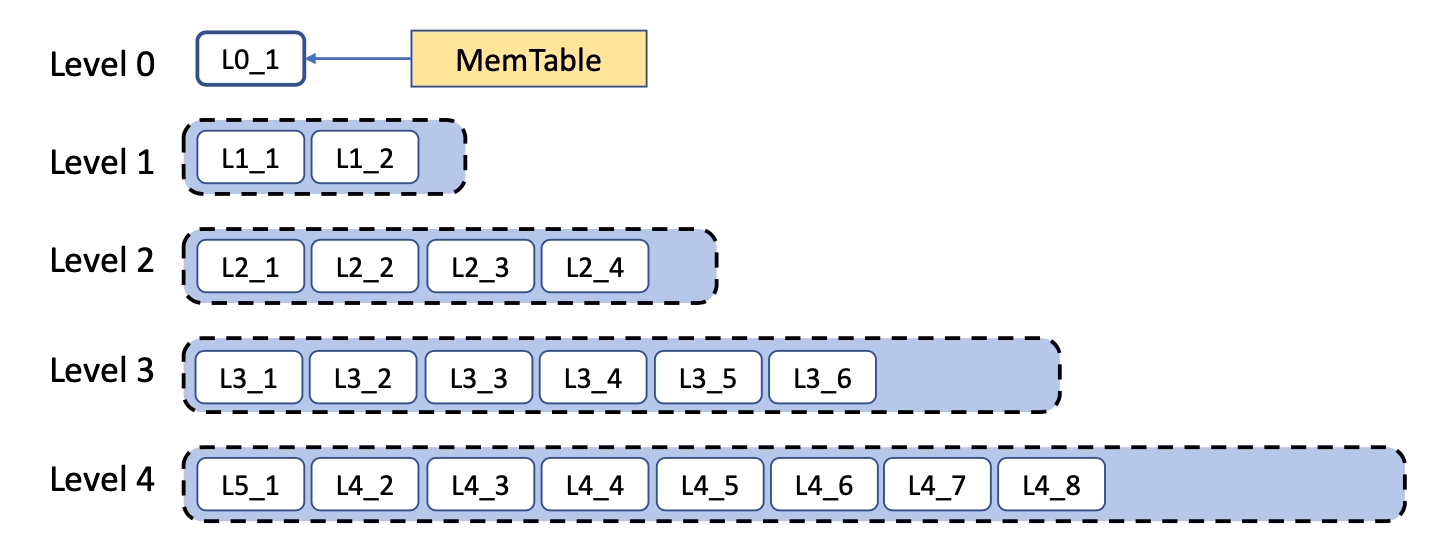 Level 0 L0_1 MemTable
Level 1 L1_1 L1_2
Level 2 L2_1 L2_2 L2_3 L2_4
Level 3 L3_1 L3_2 L3_3 L3_4 L3_5 L3_6
Level 4 L5_1 L4_2 L4_3 L4_4 L4_5 L4_6 L4_7 L4_8